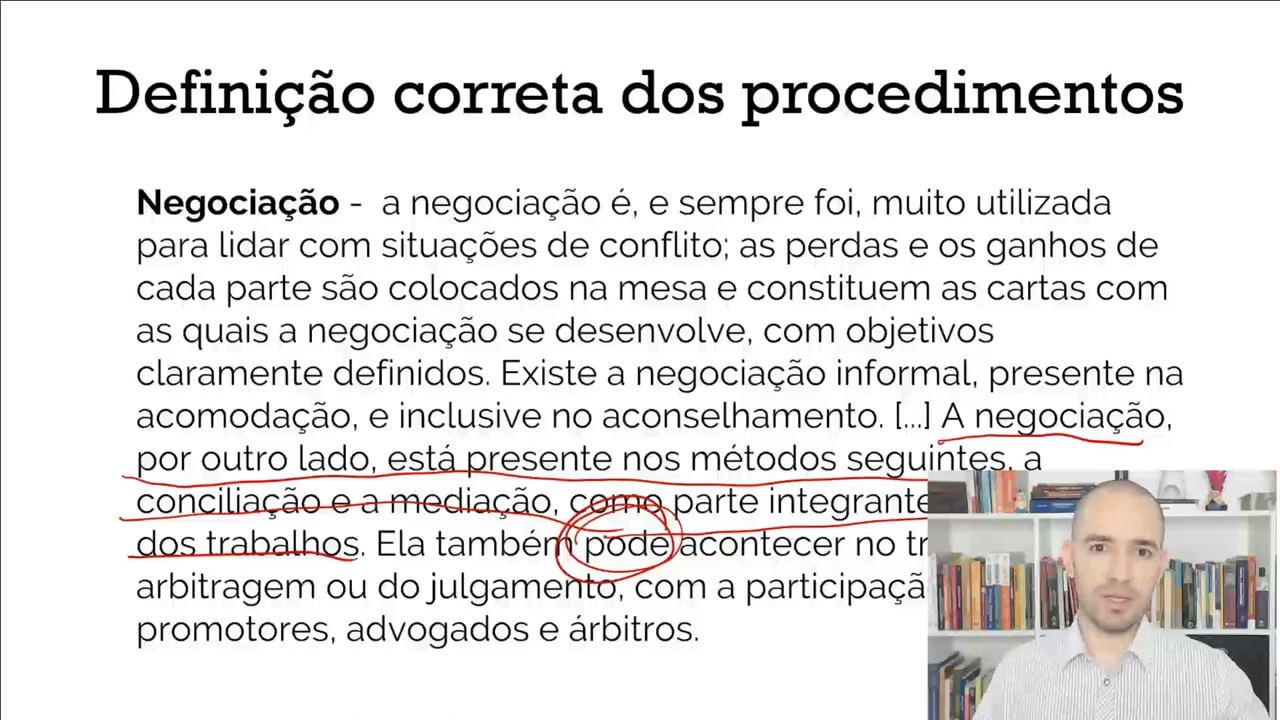 Definição correta dos procedimentos
Negociação - a negociação é, e sempre foi, muito utilizada
para lidar com situações de conflito; as perdas e os ganhos de
cada parte são colocados na mesa e constituem as cartas com
as quais a negociação se desenvolve, com objetivos
claramente definidos. Existe a negociação informal, presente na
acomodação, e inclusive no aconselhamento. [...] A negociação,
por outro lado, está presente nos métodos seguintes, a
conciliação e a mediação, como parte integrante
dos trabalhos. Ela também pode acontecer no
arbitragem ou do julgamento, com a
promotores, advogados e árbitros.